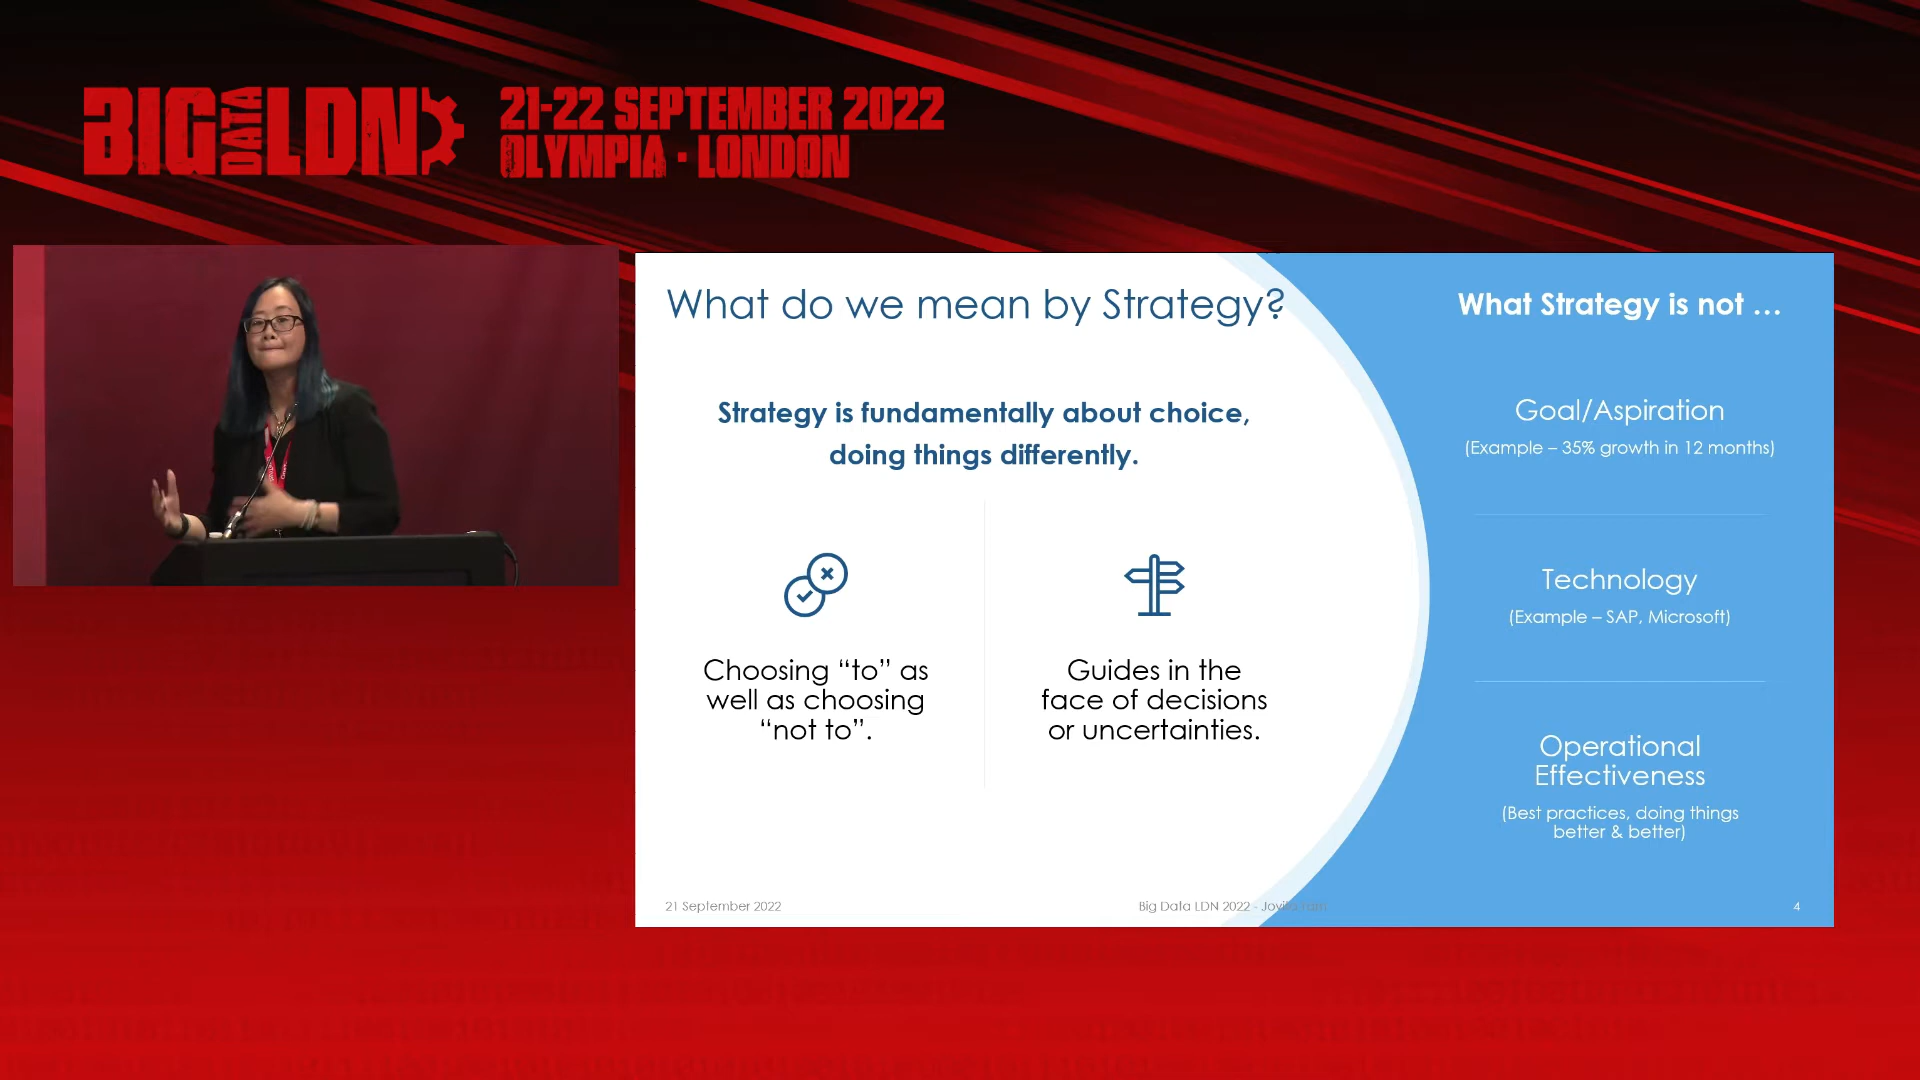 BIG DATA LDN
21-22 SEPTEMBER 2022
OLYMPIA · LONDON
What do we mean by Strategy?
Strategy is fundamentally about choice,
doing things differently.
Choosing “to” as
well as choosing
“not to”.
Guides in the
face of decisions
or uncertainties.
What Strategy is not ...
Goal/Aspiration
(Example – 35% growth in 12 months)
Technology
(Example – SAP, Microsoft)
Operational
Effectiveness
(Best practices, doing things
better & better)
21 September 2022
Big Data LDN 2022 - Jovita Tam
4